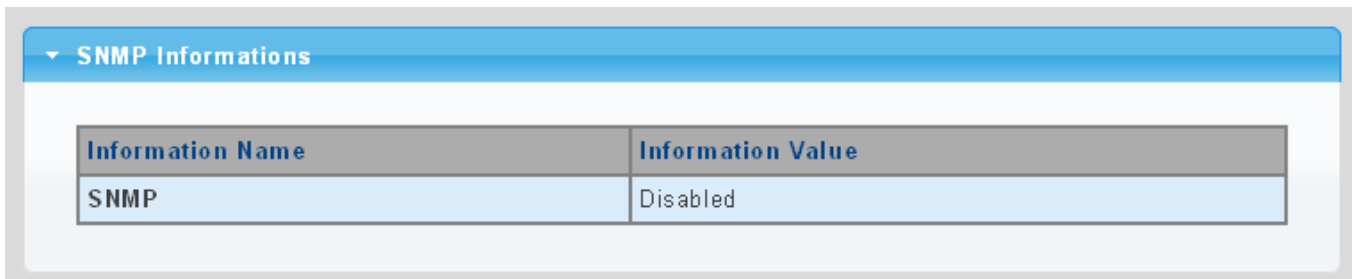 SNMP Informations
Information Name Information Value
SNMP Disabled